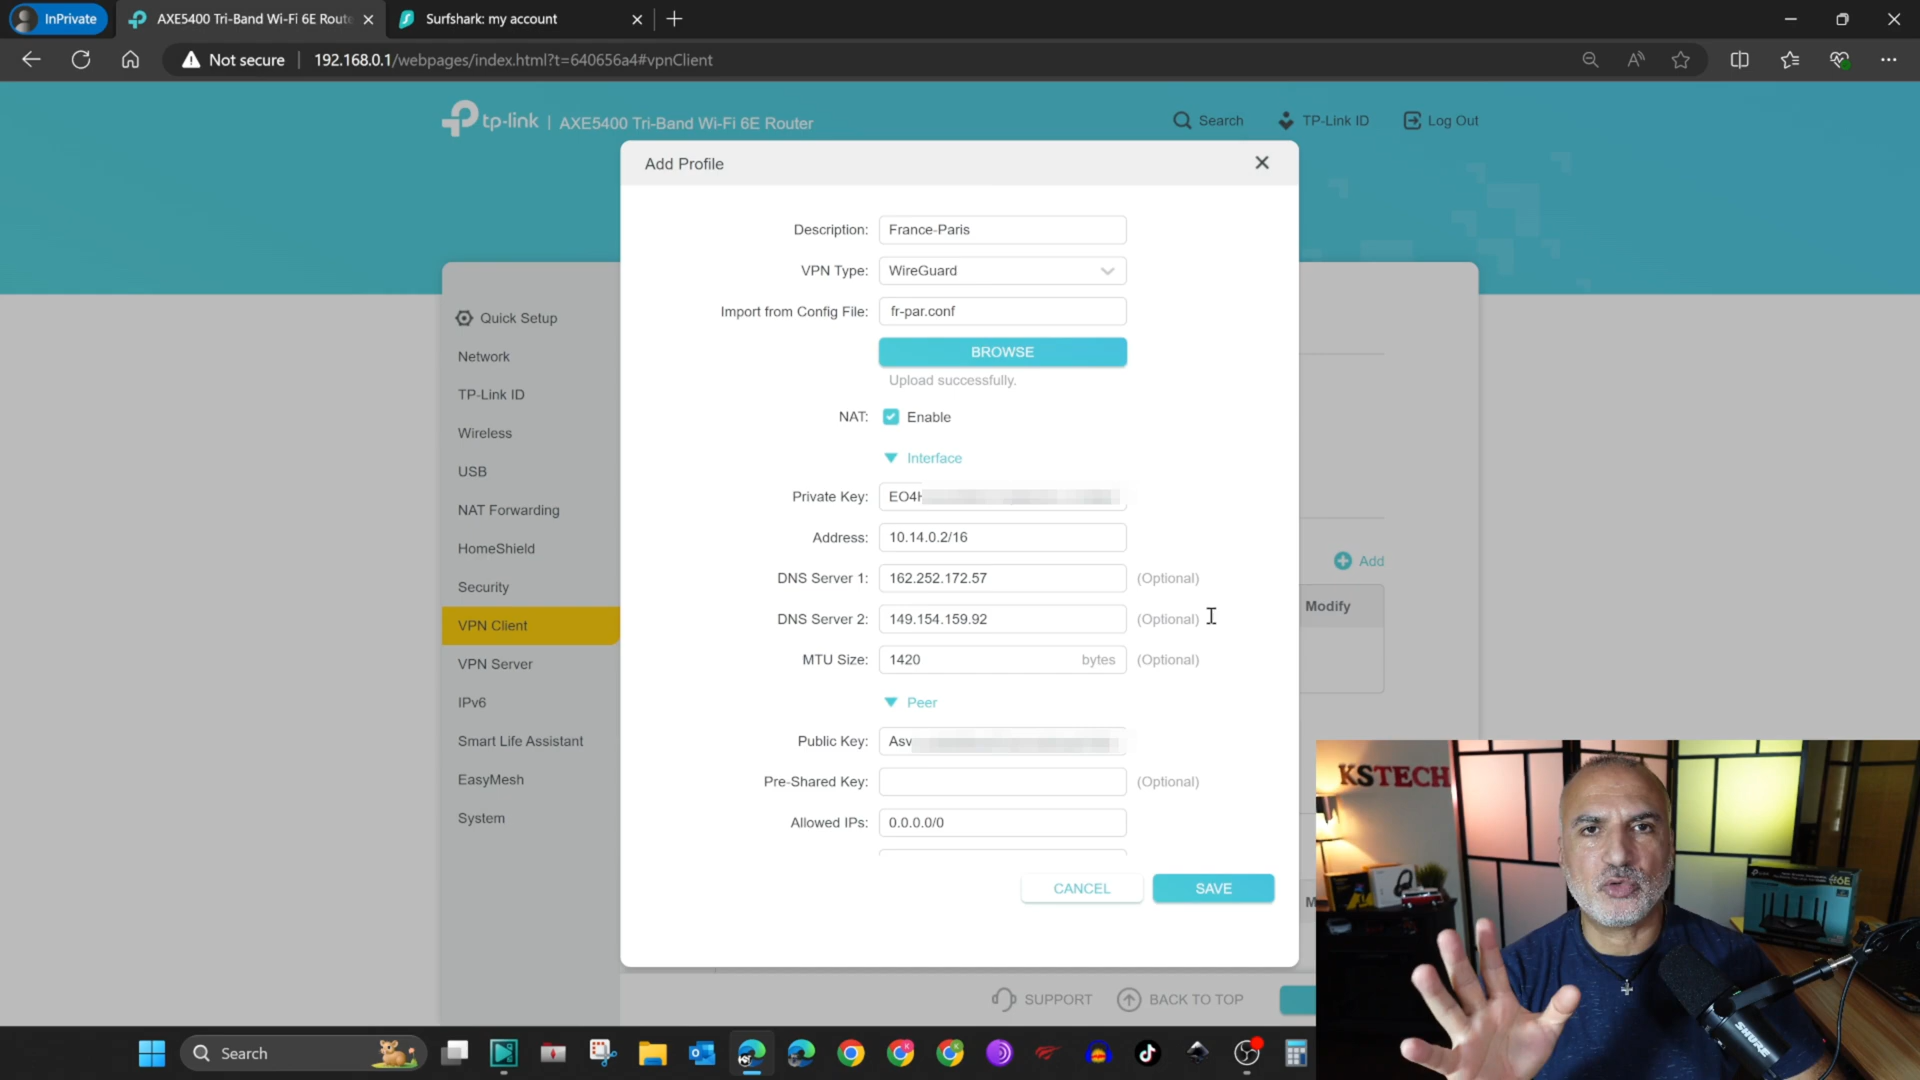 InPrivate
AXE5400 Tri-Band Wi-Fi 6E Route
Surfshark: my account
Not secure
192.168.0.1/webpages/index.html?t=640656a4#vpnClient
tp-link | AXE5400 Tri-Band Wi-Fi 6E Router
Search
TP-Link ID
Log Out
Add Profile
Description: France-Paris
VPN Type: WireGuard
Import from Config File: fr-par.conf
BROWSE
Upload successfully.
NAT: Enable
Interface
Private Key: EO4H
Address: 10.14.0.2/16
DNS Server 1: 162.252.172.57 (Optional)
DNS Server 2: 149.154.159.92 (Optional)
MTU Size: 1420 bytes (Optional)
Peer
Public Key: Asv
Pre-Shared Key: (Optional)
Allowed IPs: 0.0.0.0/0
CANCEL
SAVE
Quick Setup
Network
TP-Link ID
Wireless
USB
NAT Forwarding
HomeShield
Security
VPN Client
VPN Server
IPv6
Smart Life Assistant
EasyMesh
System
Add
Modify
M
SUPPORT
BACK TO TOP
KSTECH
SHURE
Search